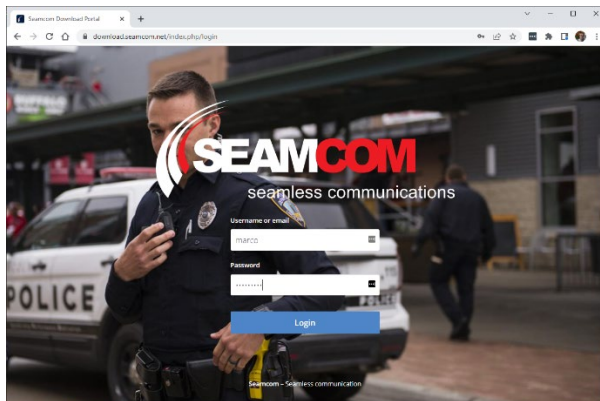 Seamcom Download Portal
download.seamcom.net/index.php/login
SEAMCOM
seamless communications
Username or email
marco
Password
Login
POLICE
Seamcom – Seamless communication